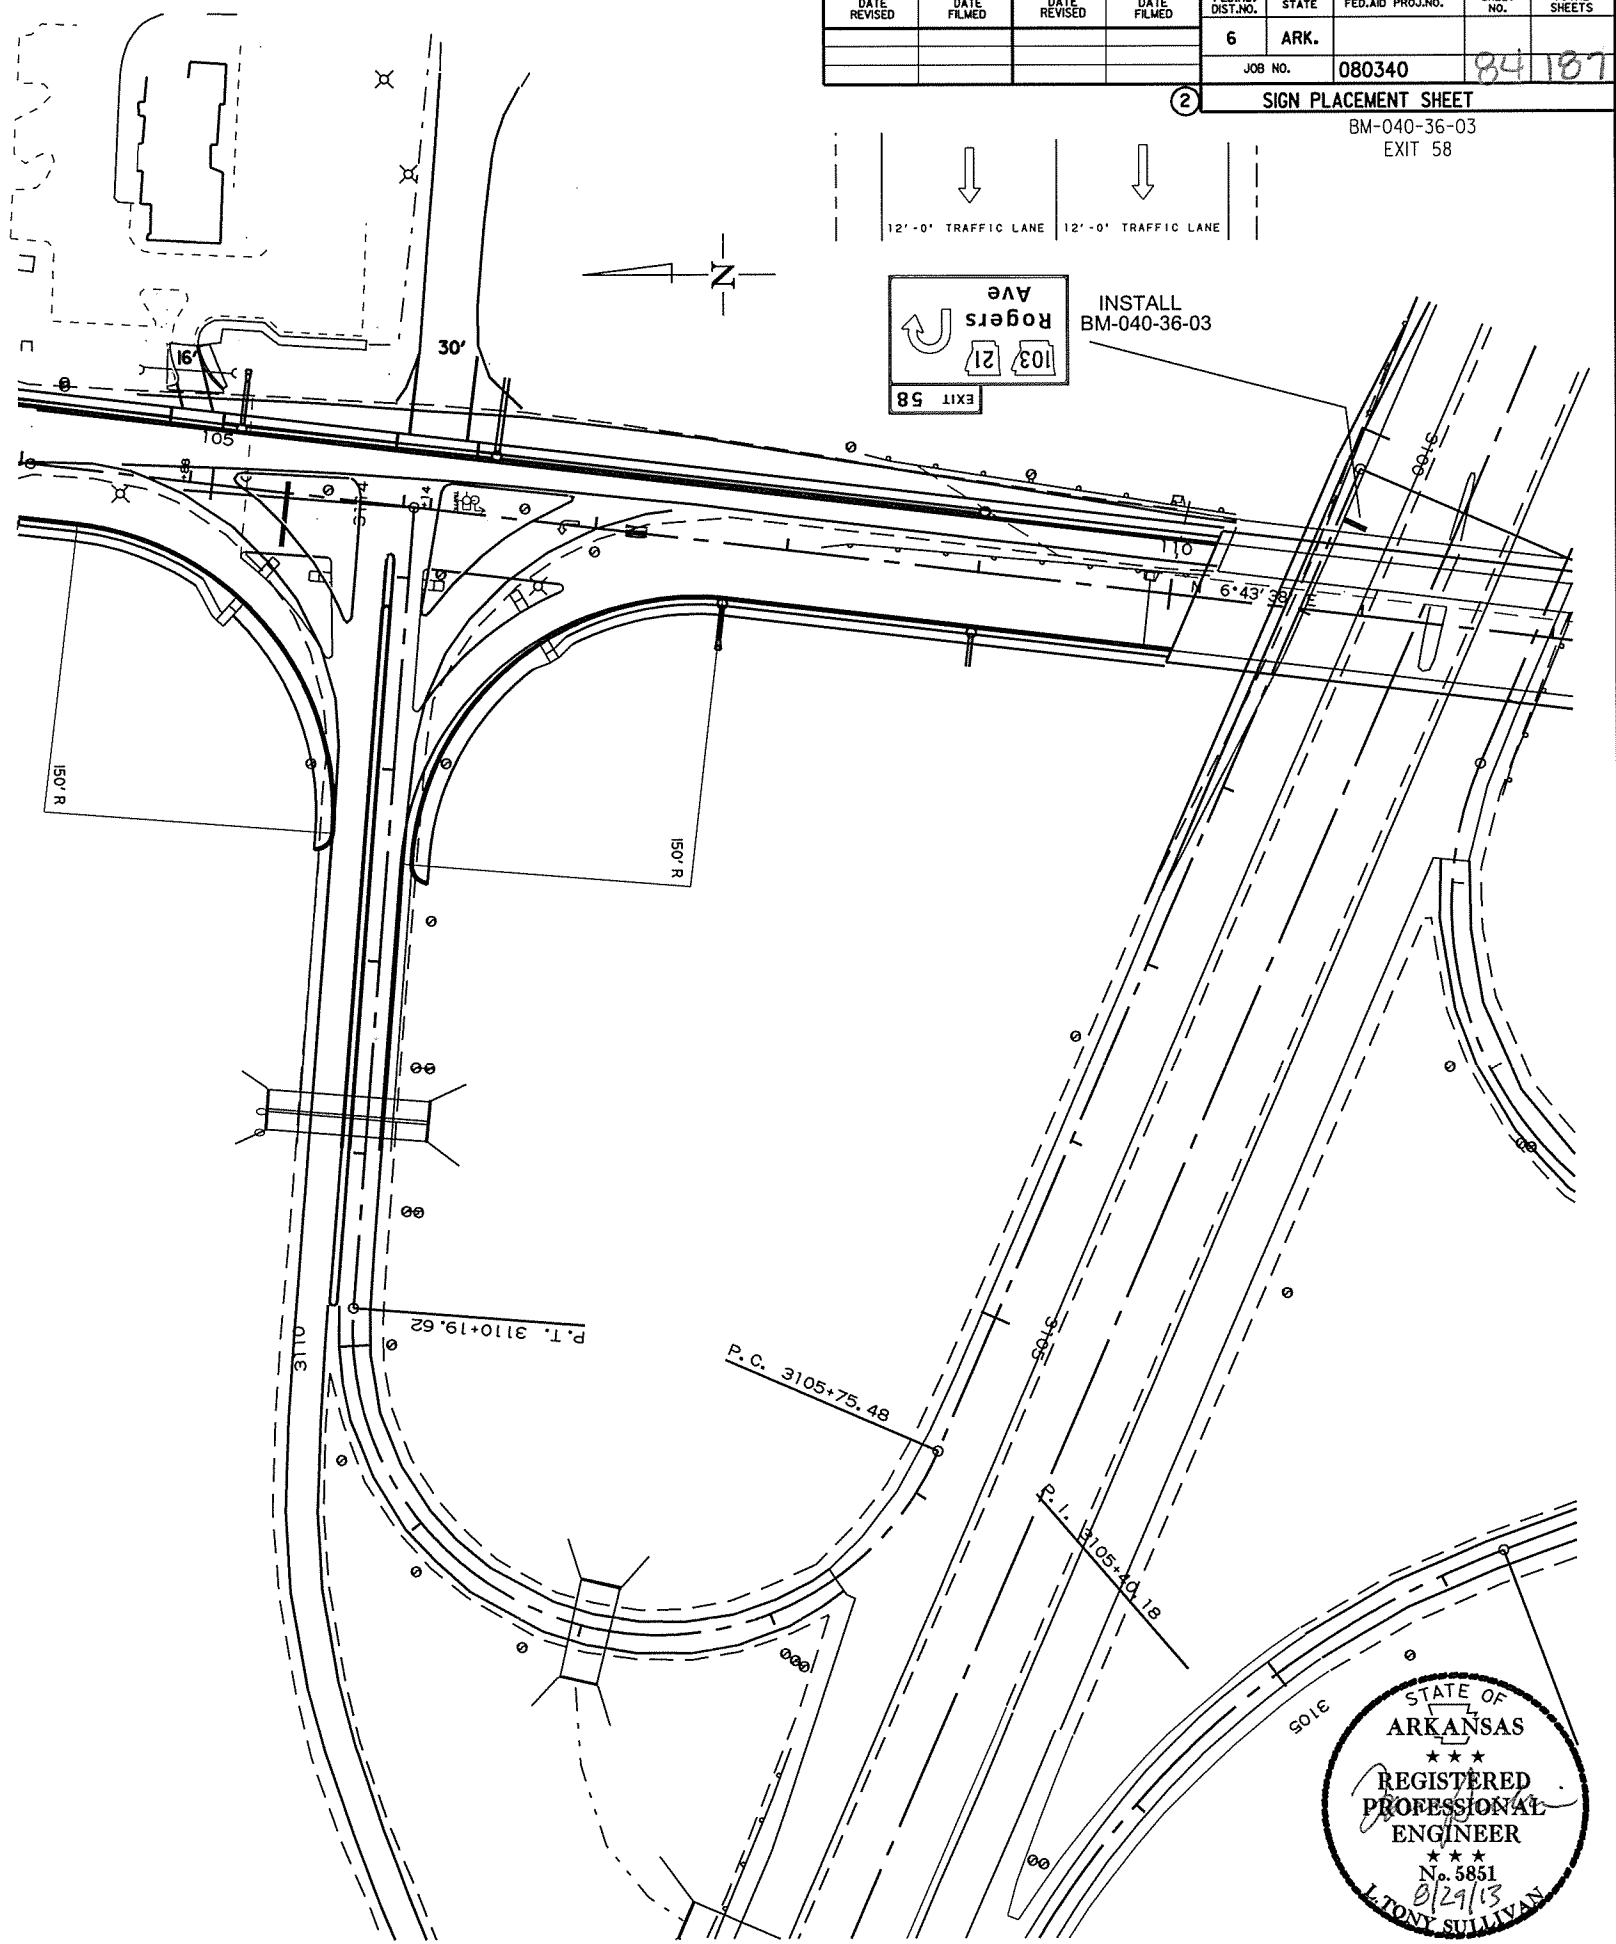 DATE REVISED
DATE FILMED
DATE REVISED
DATE FILMED
DIST.NO.
STATE
FED.AID PROJ.NO.
NO.
SHEETS
6
ARK.
JOB NO.
080340
84
187
2
SIGN PLACEMENT SHEET
BM-040-36-03
EXIT 58
12'-0' TRAFFIC LANE
12'-0' TRAFFIC LANE
N
EXIT 58
103 21
Rogers
Ave
INSTALL
BM-040-36-03
16'
30'
105
+88
3114
+14
N
110
N 6°43'38" E
3100
150' R
150' R
3110
P.T. 3110+19.62
P.C. 3105+75.48
3105
P.I. 3105+40.18
3105
STATE OF
ARKANSAS
★ ★ ★
REGISTERED
PROFESSIONAL
ENGINEER
★ ★ ★
No. 5851
8/29/13
L. TONY SULLIVAN